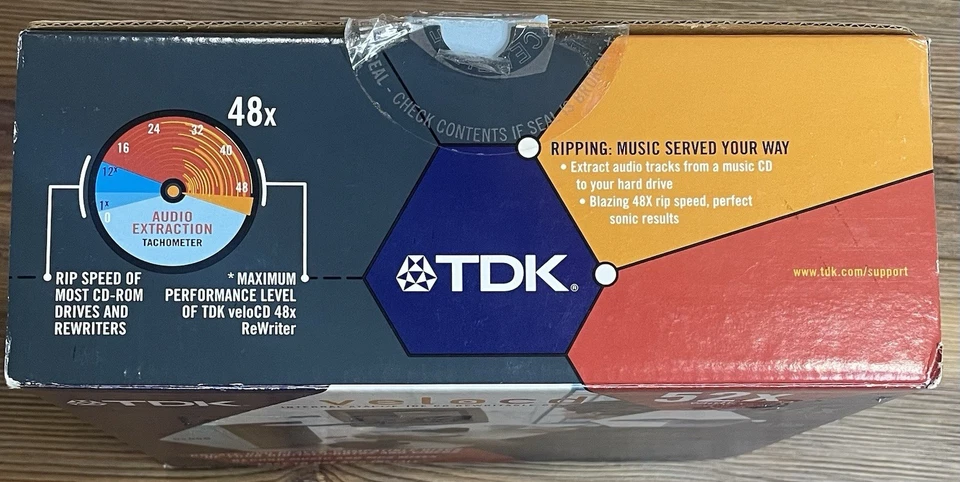 SEAL - CHECK CONTENTS IF SEAL IS
48x
24
32
16
40
12x
48
1x
0
AUDIO
EXTRACTION
TACHOMETER
RIP SPEED OF
MOST CD-ROM
DRIVES AND
REWRITERS
* MAXIMUM
PERFORMANCE LEVEL
OF TDK veloCD 48x
ReWriter
TDK®
RIPPING: MUSIC SERVED YOUR WAY
• Extract audio tracks from a music CD
to your hard drive
• Blazing 48X rip speed, perfect
sonic results
www.tdk.com/support
TDK
velocd
52x